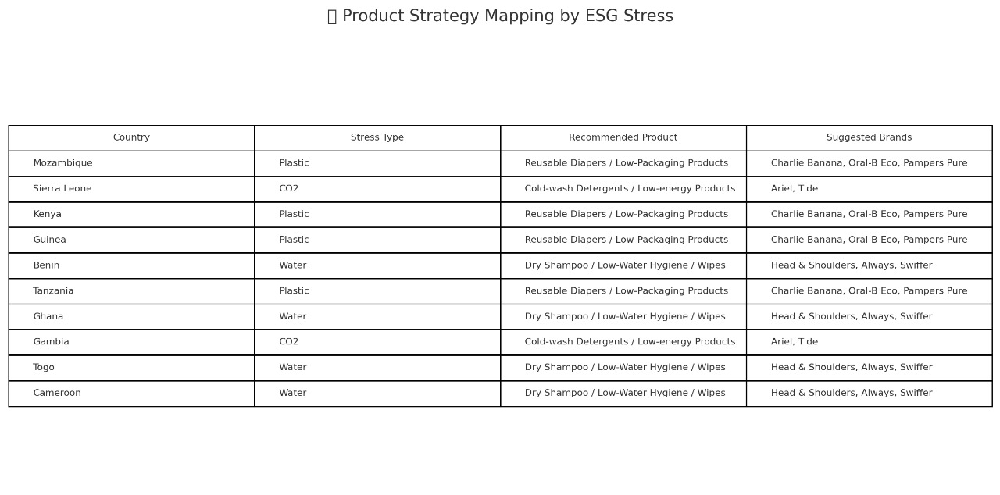 Product Strategy Mapping by ESG Stress
Country Stress Type Recommended Product Suggested Brands
Mozambique Plastic Reusable Diapers / Low-Packaging Products Charlie Banana, Oral-B Eco, Pampers Pure
Sierra Leone CO2 Cold-wash Detergents / Low-energy Products Ariel, Tide
Kenya Plastic Reusable Diapers / Low-Packaging Products Charlie Banana, Oral-B Eco, Pampers Pure
Guinea Plastic Reusable Diapers / Low-Packaging Products Charlie Banana, Oral-B Eco, Pampers Pure
Benin Water Dry Shampoo / Low-Water Hygiene / Wipes Head & Shoulders, Always, Swiffer
Tanzania Plastic Reusable Diapers / Low-Packaging Products Charlie Banana, Oral-B Eco, Pampers Pure
Ghana Water Dry Shampoo / Low-Water Hygiene / Wipes Head & Shoulders, Always, Swiffer
Gambia CO2 Cold-wash Detergents / Low-energy Products Ariel, Tide
Togo Water Dry Shampoo / Low-Water Hygiene / Wipes Head & Shoulders, Always, Swiffer
Cameroon Water Dry Shampoo / Low-Water Hygiene / Wipes Head & Shoulders, Always, Swiffer